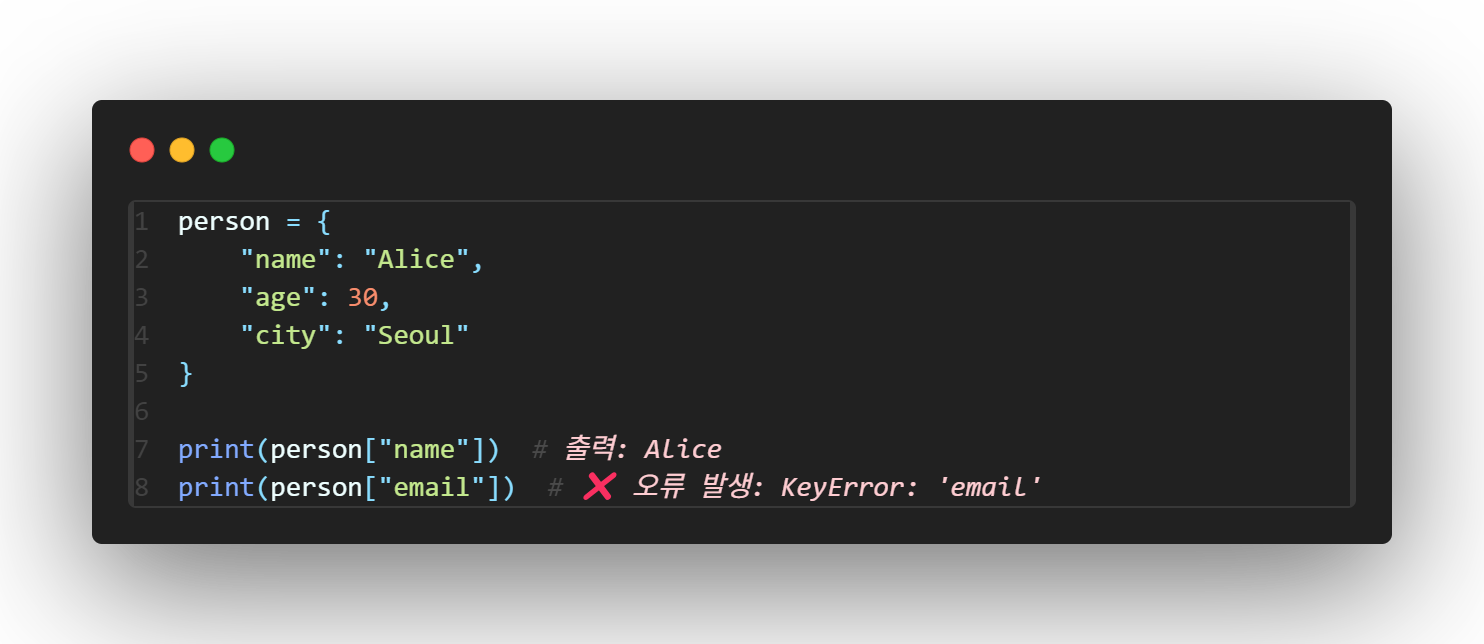 1 person = {
2     "name": "Alice",
3     "age": 30,
4     "city": "Seoul"
5 }
6
7 print(person["name"])  # 출력: Alice
8 print(person["email"])  # ❌ 오류 발생: KeyError: 'email'